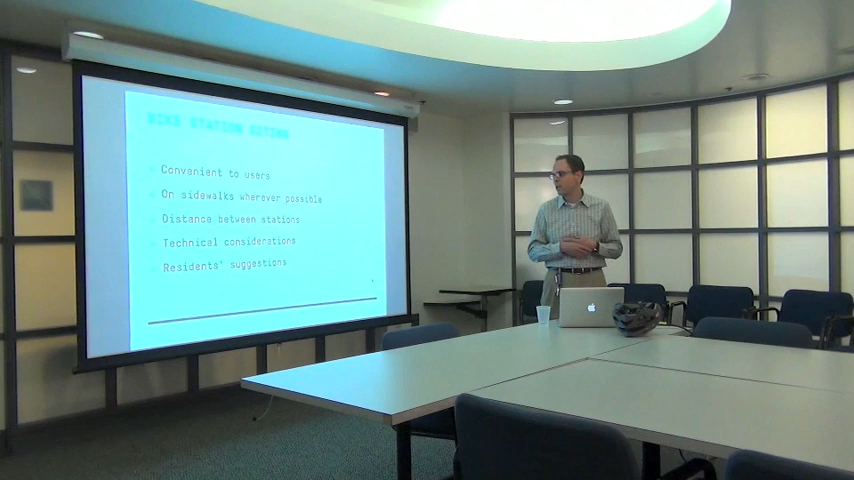 BIKE STATION SITING
Convenient to users
On sidewalks wherever possible
Distance between stations
Technical considerations
Residents' suggestions